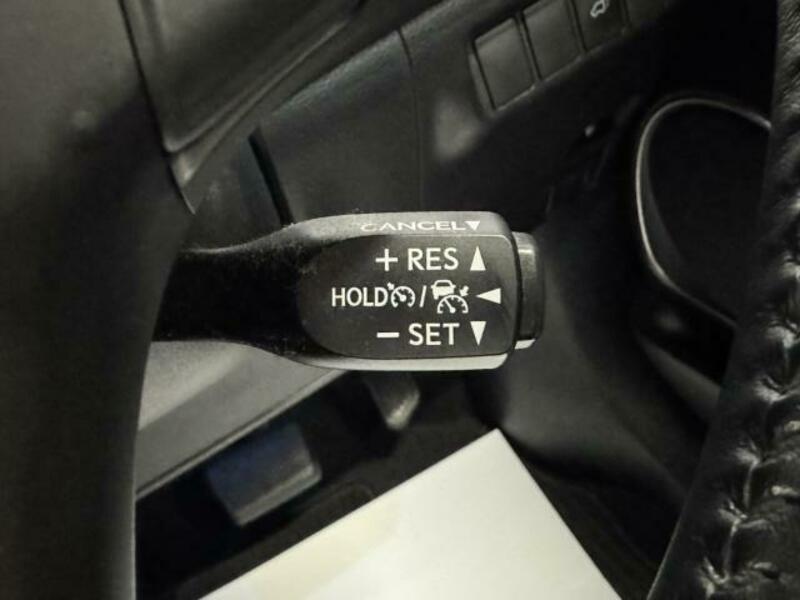 CANCEL▼
+ RES ▲
HOLD / ◀
− SET ▼